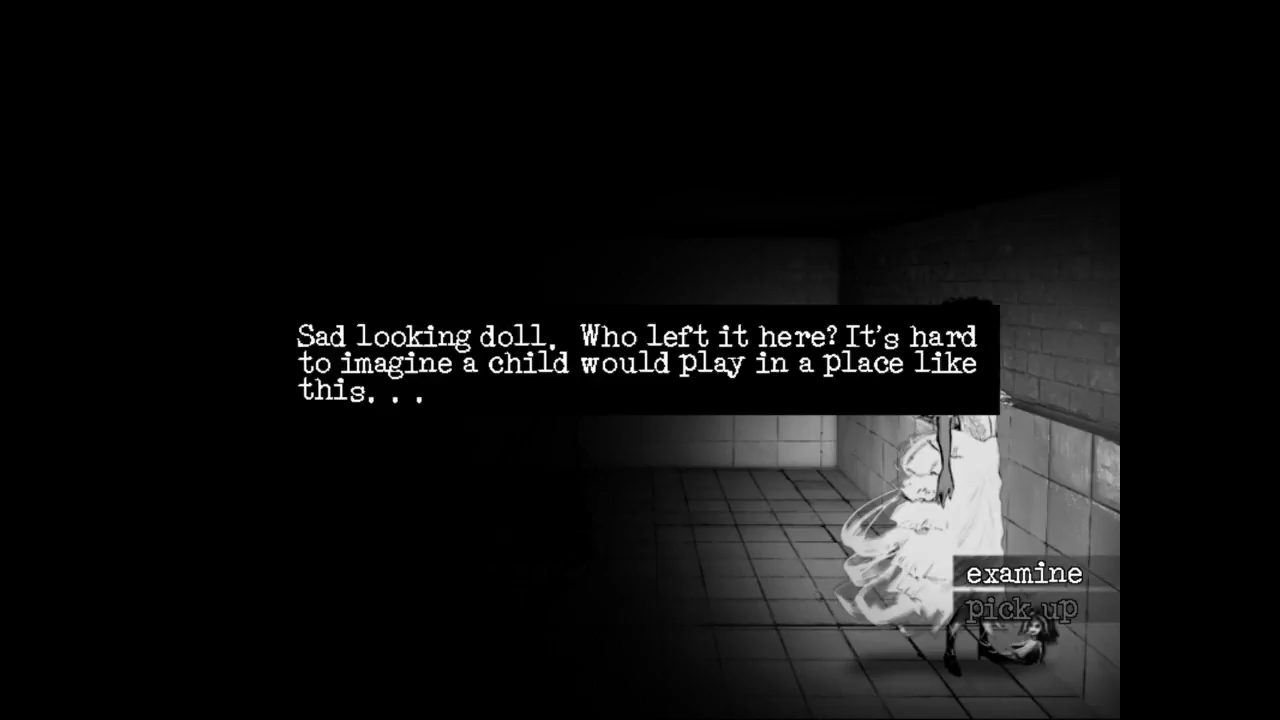 Sad looking doll. Who left it here? It's hard
to imagine a child would play in a place like
this. . .
examine
pick up